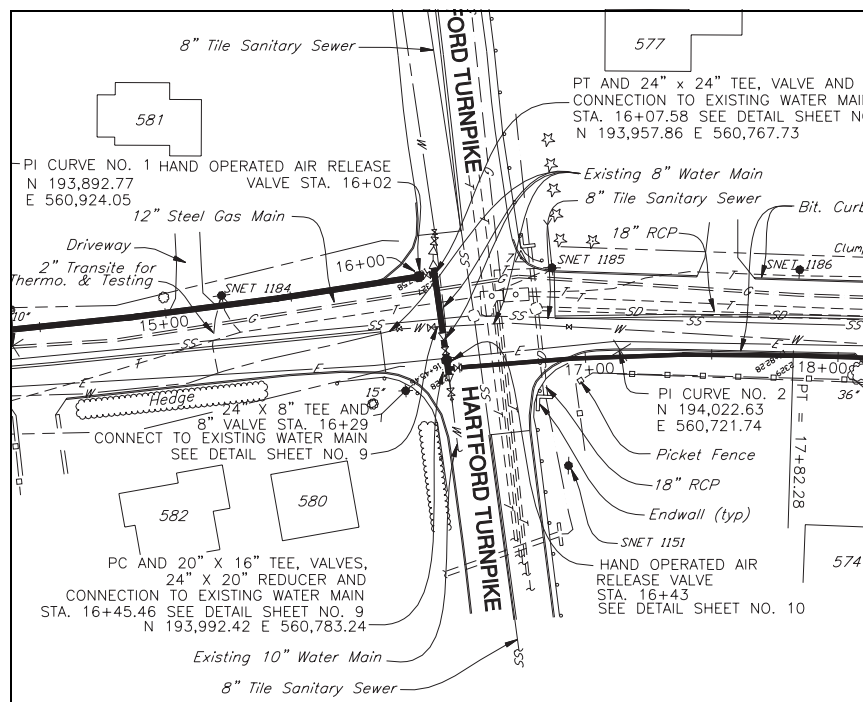 8” Tile Sanitary Sewer
FORD TURNPIKE
577
PT AND 24” x 24” TEE, VALVE AND
CONNECTION TO EXISTING WATER MAI
STA. 16+07.58 SEE DETAIL SHEET NO
N 193,957.86 E 560,767.73
581
PI CURVE NO. 1
N 193,892.77
E 560,924.05
HAND OPERATED AIR RELEASE
VALVE STA. 16+02
Existing 8” Water Main
8” Tile Sanitary Sewer
12” Steel Gas Main
18” RCP
Bit. Curb
Driveway
2” Transite for
Thermo. & Testing
SNET 1184
16+00
SNET 1185
SNET 1186
Clump
10"
15+00
SS
G
T
W
E
SD
17+00
18+00
36"
Hedge
15"
24” X 8” TEE AND
8” VALVE STA. 16+29
CONNECT TO EXISTING WATER MAIN
SEE DETAIL SHEET NO. 9
HARTFORD TURNPIKE
PI CURVE NO. 2
N 194,022.63
E 560,721.74
PT = 17+82.28
Picket Fence
18” RCP
Endwall (typ)
582
580
SNET 1151
574
PC AND 20” X 16” TEE, VALVES,
24” X 20” REDUCER AND
CONNECTION TO EXISTING WATER MAIN
STA. 16+45.46 SEE DETAIL SHEET NO. 9
N 193,992.42 E 560,783.24
HAND OPERATED AIR
RELEASE VALVE
STA. 16+43
SEE DETAIL SHEET NO. 10
Existing 10” Water Main
8” Tile Sanitary Sewer
SS